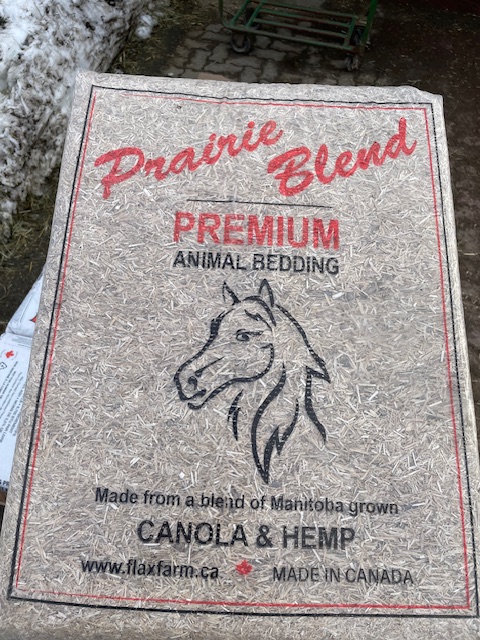 Prairie Blend
PREMIUM
ANIMAL BEDDING
Made from a blend of Manitoba grown
CANOLA & HEMP
www.flaxfarm.ca MADE IN CANADA